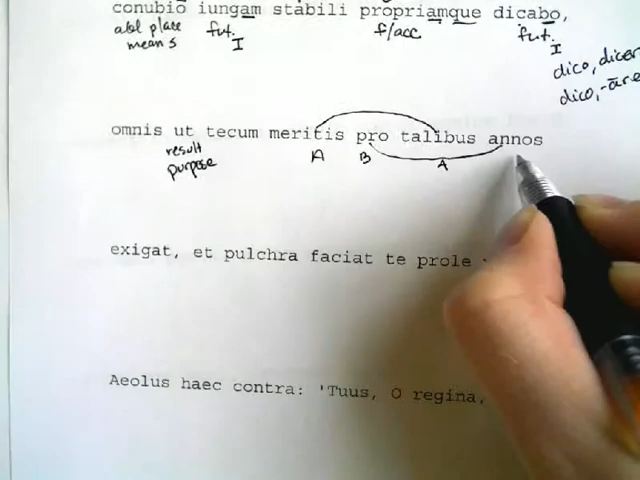 conubio iungam stabili propriamque dicabo,
abl place fut. f/acc fut.
means I I
dico, dicer
dico, -āre
omnis ut tecum meritis pro talibus annos
result A B A
purpose
exigat, et pulchra faciat te prole
Aeolus haec contra: 'Tuus, O regina,